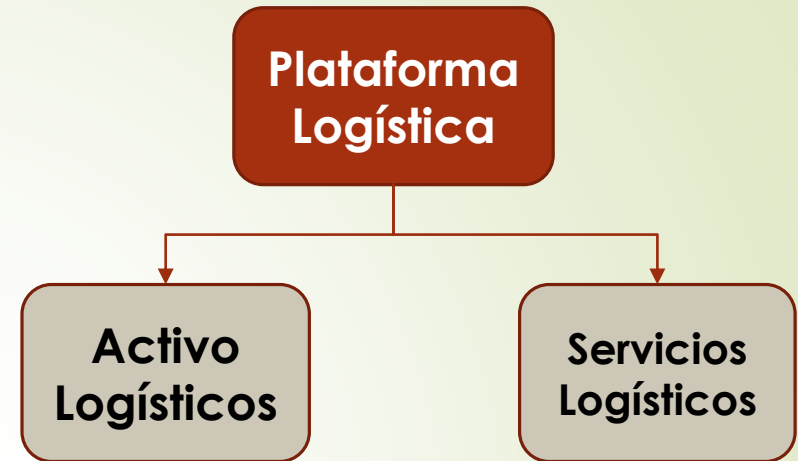 Plataforma
Logística
Activo
Logísticos
Servicios
Logísticos